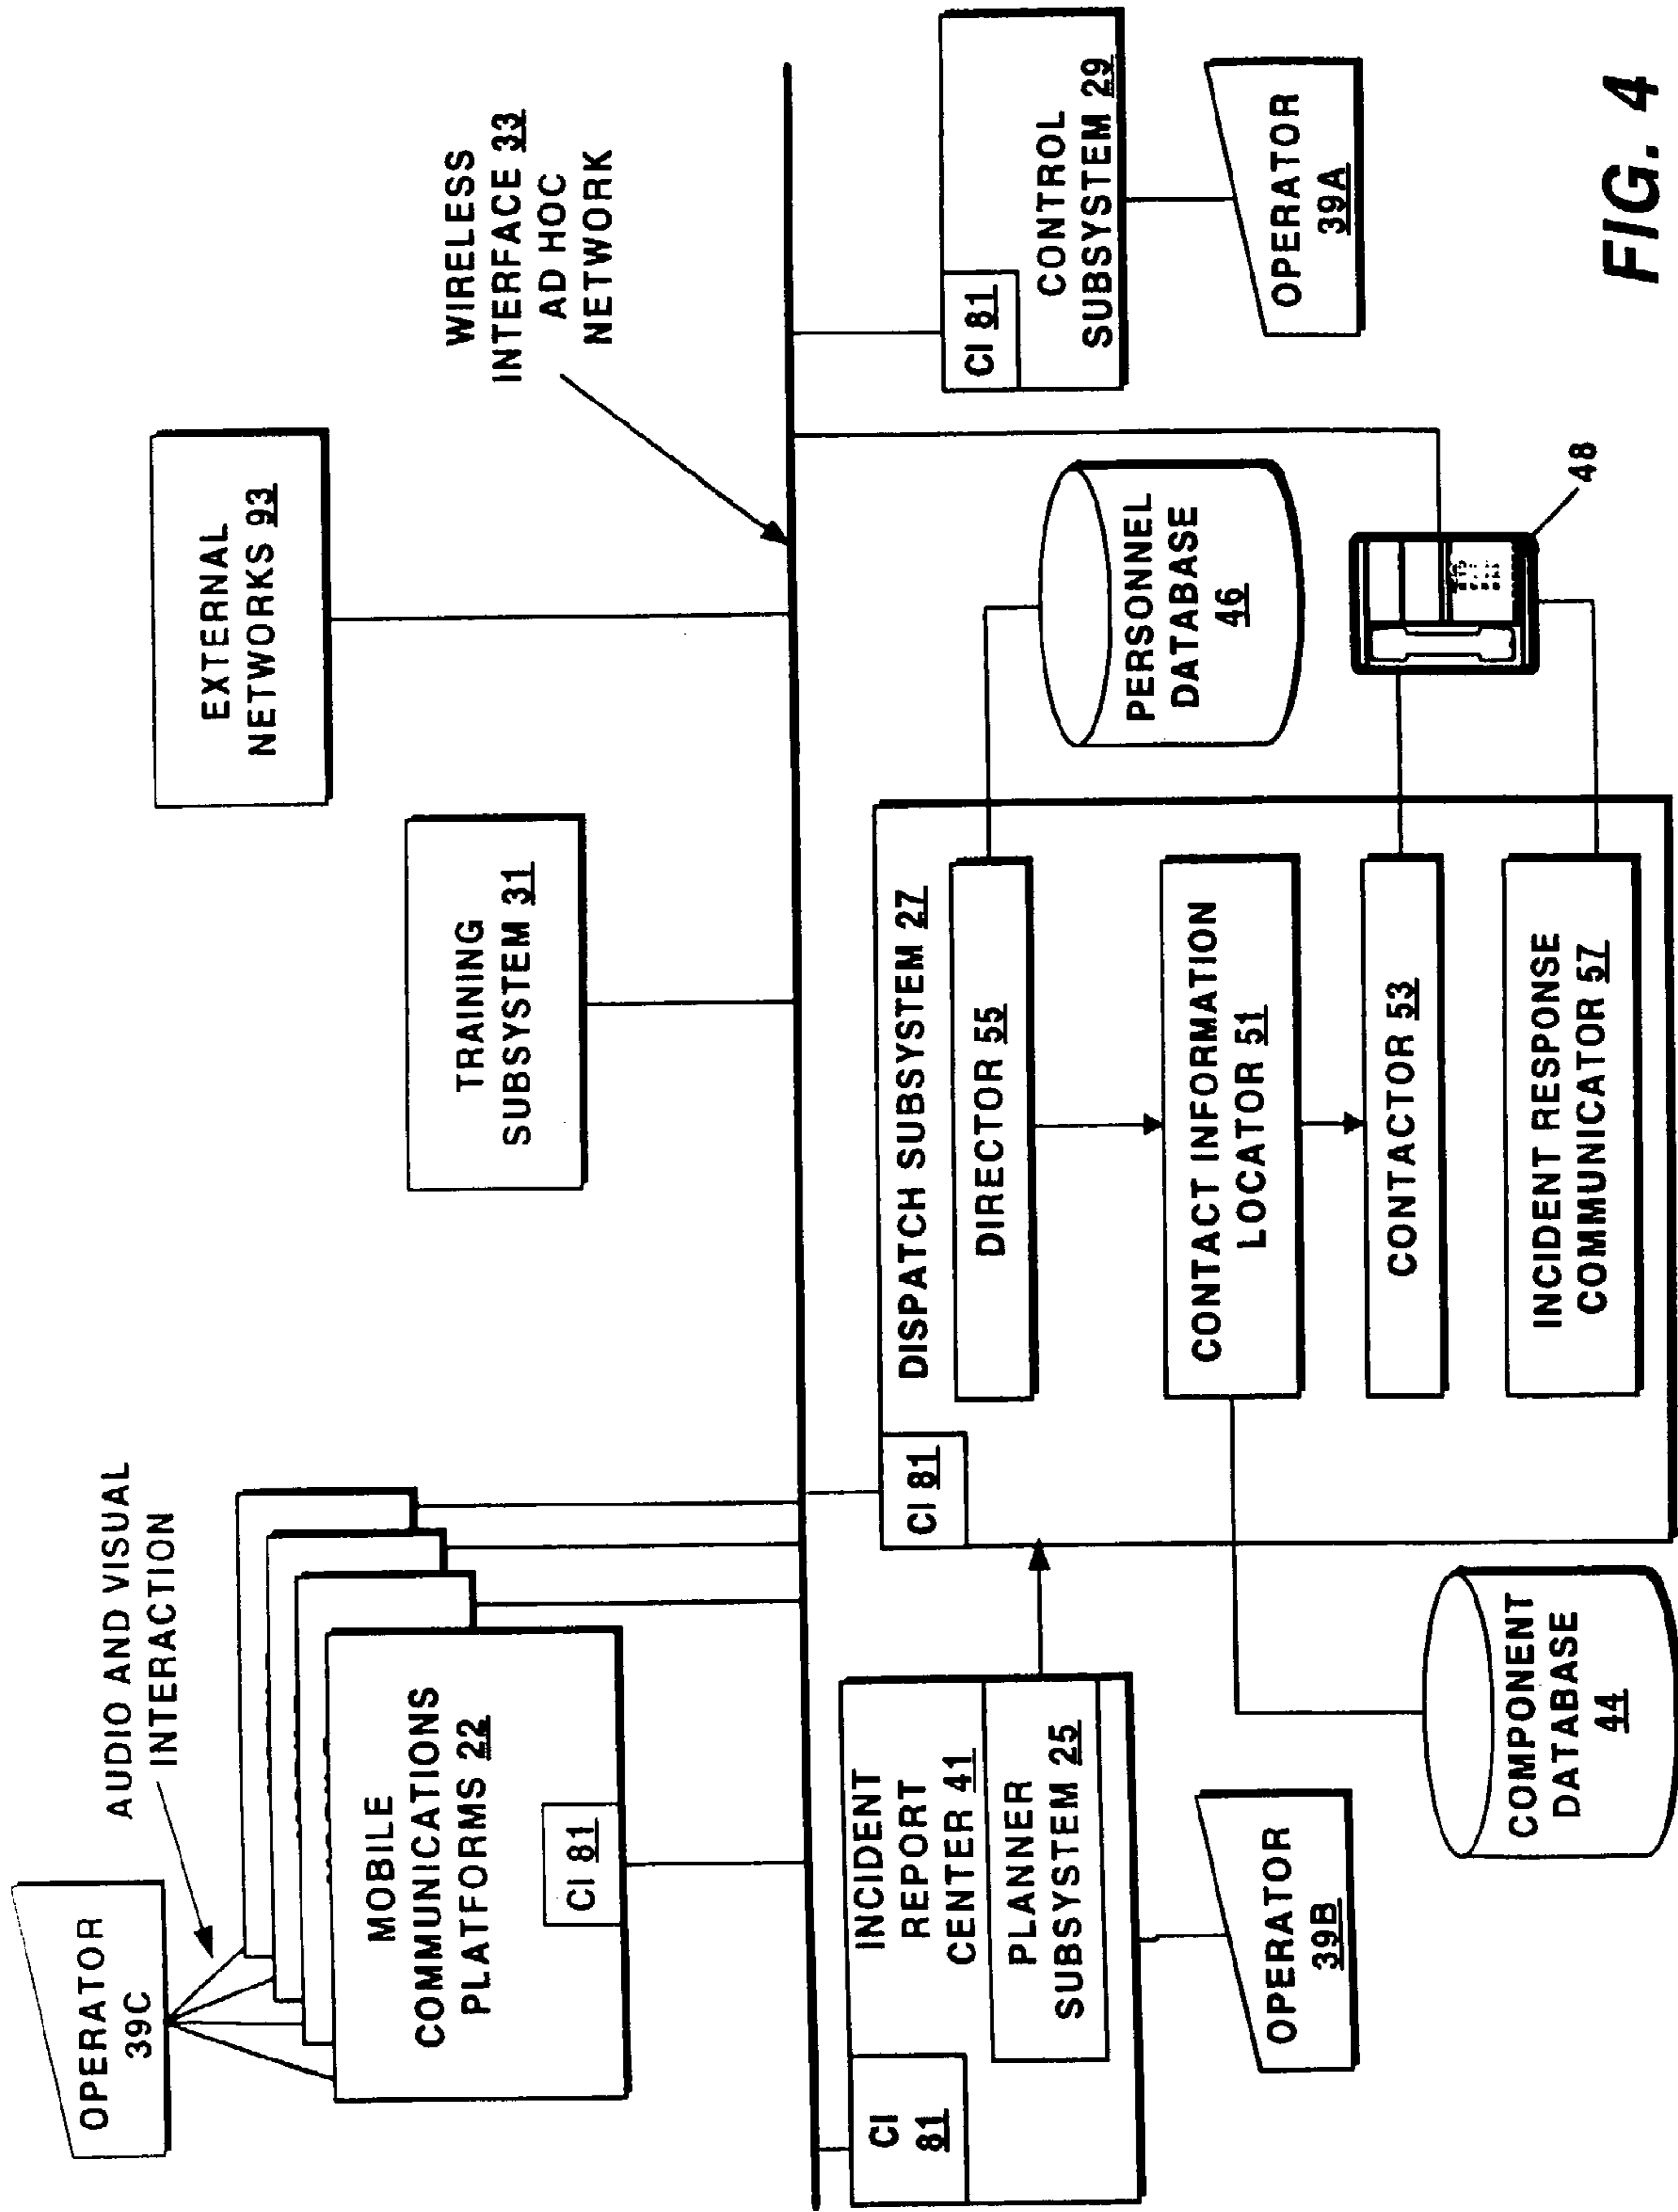 OPERATOR
39C
AUDIO AND VISUAL
INTERACTION
MOBILE
COMMUNICATIONS
PLATFORMS 22
CI 81
TRAINING
SUBSYSTEM 31
EXTERNAL
NETWORKS 93
WIRELESS
INTERFACE 33
AD HOC
NETWORK
CI
81
INCIDENT
REPORT
CENTER 41
PLANNER
SUBSYSTEM 25
OPERATOR
39B
COMPONENT
DATABASE
44
CI 81
DISPATCH SUBSYSTEM 27
DIRECTOR 55
CONTACT INFORMATION
LOCATOR 51
CONTACTOR 53
INCIDENT RESPONSE
COMMUNICATOR 57
PERSONNEL
DATABASE
46
48
CI 81
CONTROL
SUBSYSTEM 29
OPERATOR
39A
FIG. 4